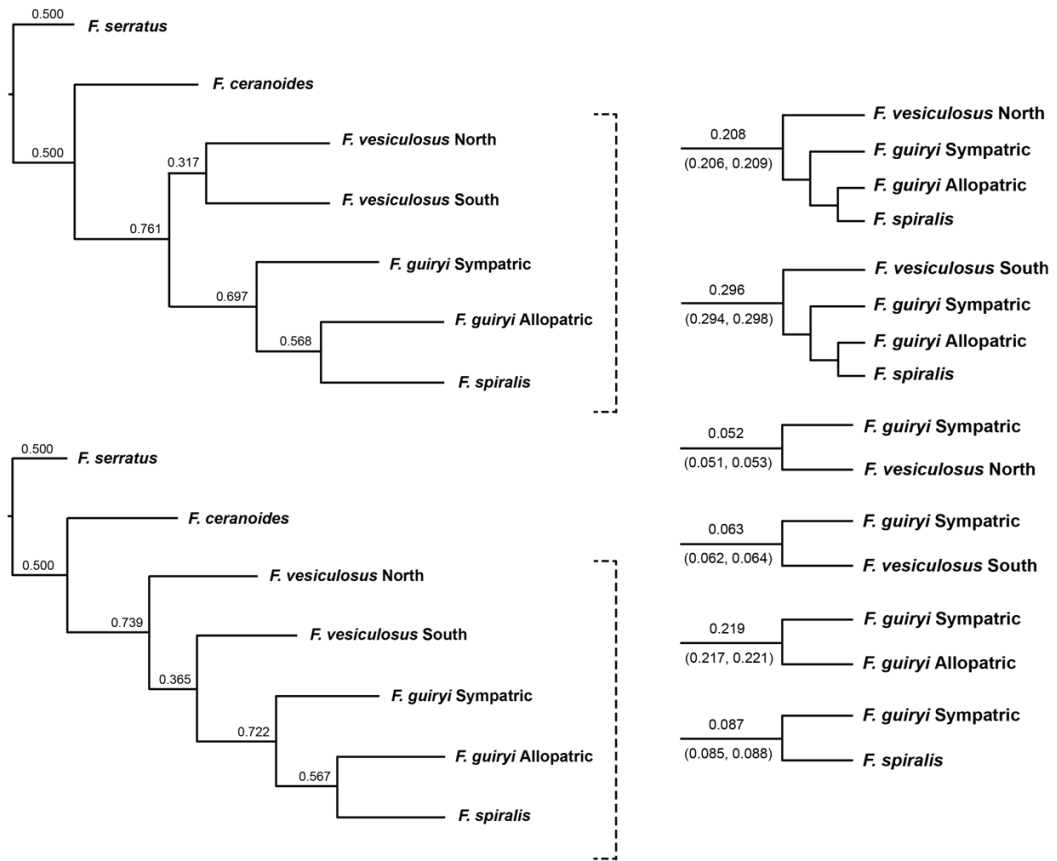 0.500
F. serratus
F. ceranoides
0.500
F. vesiculosus North
0.317
F. vesiculosus South
0.761
F. guiryi Sympatric
0.697
F. guiryi Allopatric
0.568
F. spiralis
0.500
F. serratus
F. ceranoides
0.500
F. vesiculosus North
0.739
F. vesiculosus South
0.365
F. guiryi Sympatric
0.722
F. guiryi Allopatric
0.567
F. spiralis
0.208
(0.206, 0.209)
F. vesiculosus North
F. guiryi Sympatric
F. guiryi Allopatric
F. spiralis
0.296
(0.294, 0.298)
F. vesiculosus South
F. guiryi Sympatric
F. guiryi Allopatric
F. spiralis
0.052
(0.051, 0.053)
F. guiryi Sympatric
F. vesiculosus North
0.063
(0.062, 0.064)
F. guiryi Sympatric
F. vesiculosus South
0.219
(0.217, 0.221)
F. guiryi Sympatric
F. guiryi Allopatric
0.087
(0.085, 0.088)
F. guiryi Sympatric
F. spiralis